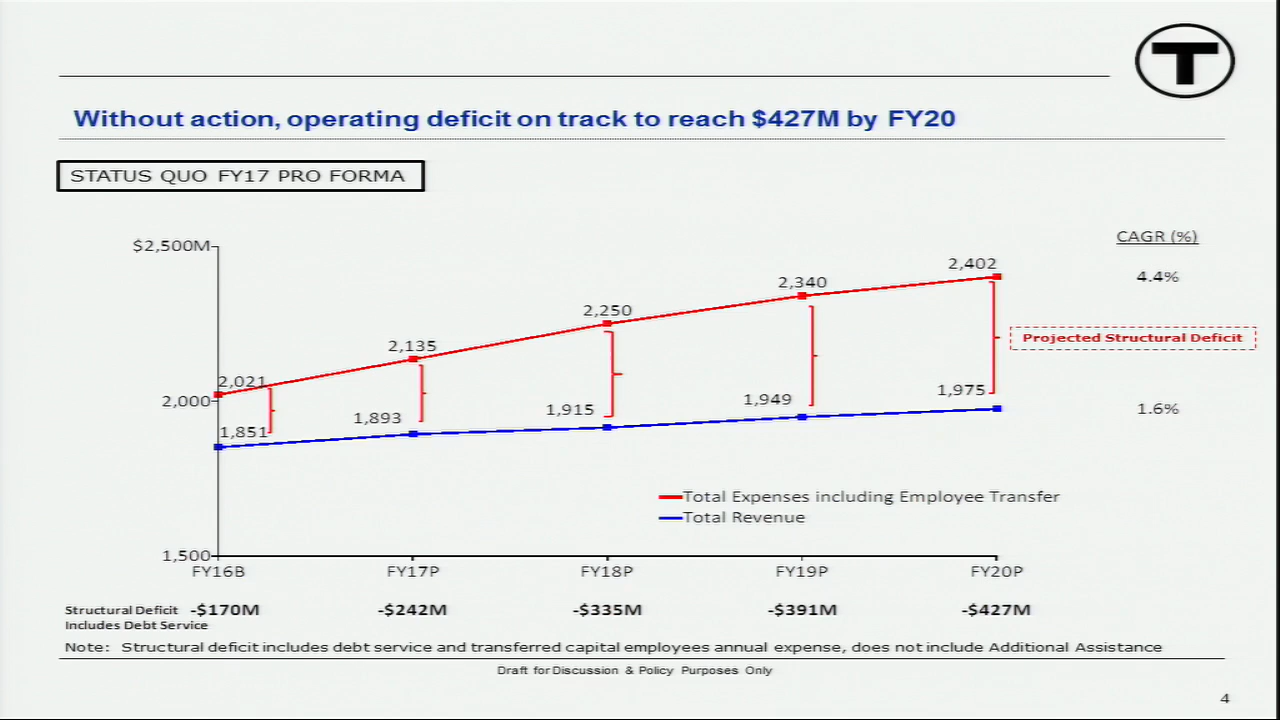 T
Without action, operating deficit on track to reach $427M by FY20
STATUS QUO FY17 PRO FORMA
CAGR (%)
$2,500M
2,402
4.4%
2,340
2,250
Projected Structural Deficit
2,135
2,021
2,000
1,975
1,949
1,915
1,893
1.6%
1,851
Total Expenses including Employee Transfer
Total Revenue
1,500
FY16B FY17P FY18P FY19P FY20P
Structural Deficit -$170M -$242M -$335M -$391M -$427M
Includes Debt Service
Note: Structural deficit includes debt service and transferred capital employees annual expense, does not include Additional Assistance
Draft for Discussion & Policy Purposes Only
4